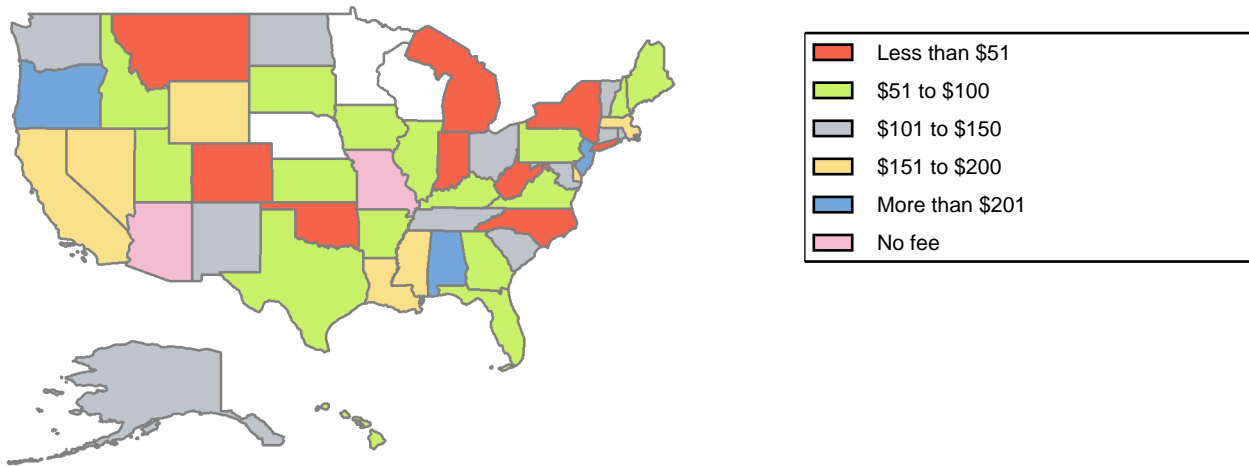 Less than $51
$51 to $100
$101 to $150
$151 to $200
More than $201
No fee